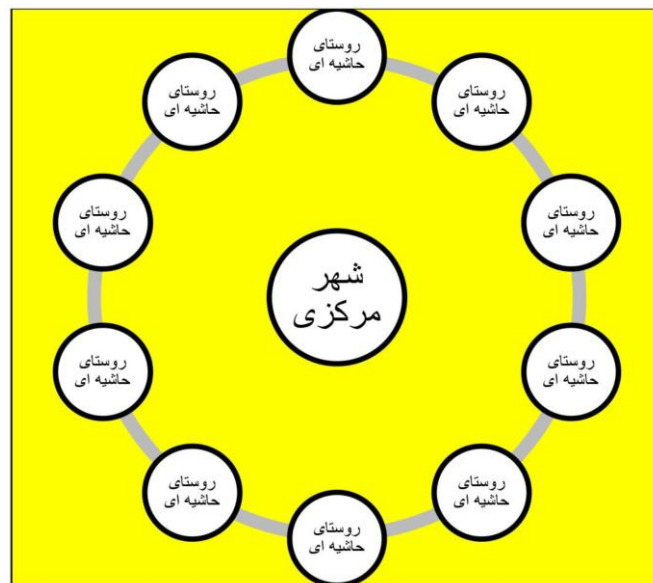 روستای
حاشیه ای
روستای
حاشیه ای
روستای
حاشیه ای
روستای
حاشیه ای
روستای
حاشیه ای
شهر
مرکزی
روستای
حاشیه ای
روستای
حاشیه ای
روستای
حاشیه ای
روستای
حاشیه ای
روستای
حاشیه ای